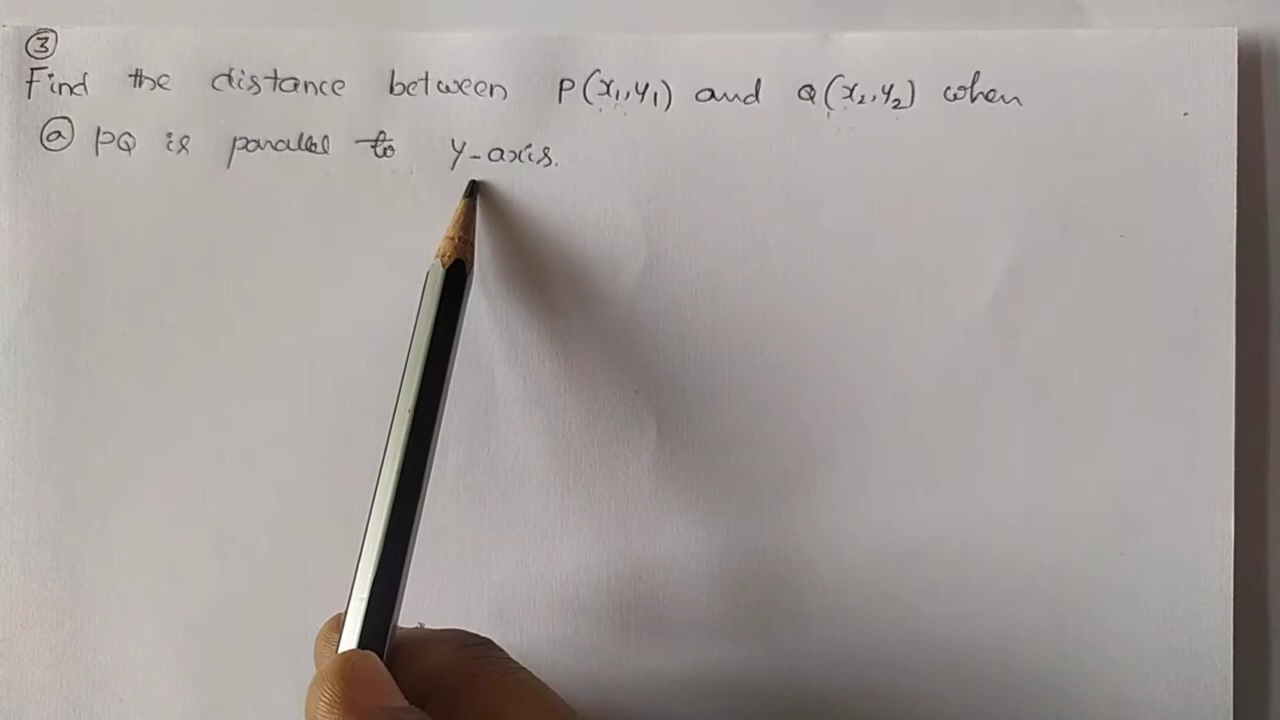 ③
Find the distance between P(x₁,y₁) and Q(x₂,y₂) when
ⓐ PQ is parallel to y-axis.